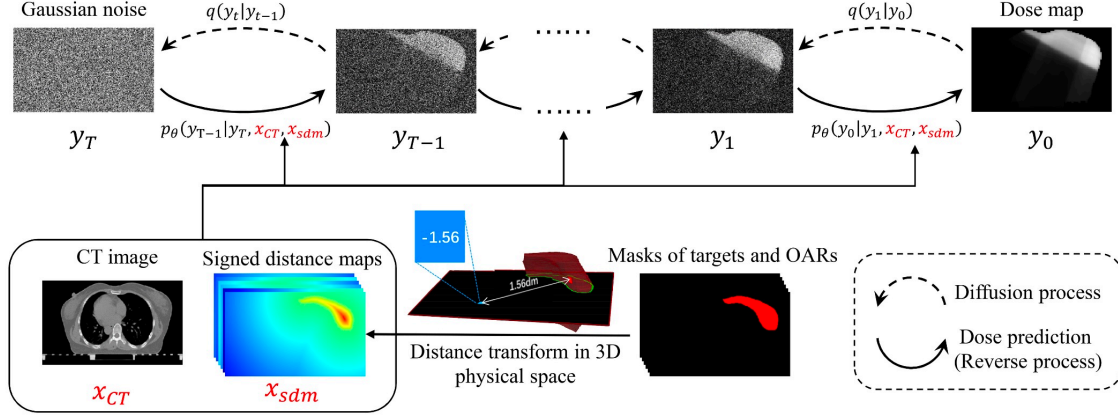 Gaussian noise
q(y_t|y_{t−1})
......
q(y_1|y_0)
Dose map
p_θ(y_{T−1}|y_T, x_CT, x_sdm)
......
p_θ(y_0|y_1, x_CT, x_sdm)
y_T
y_{T−1}
y_1
y_0
CT image
Signed distance maps
-1.56
1.56dm
Masks of targets and OARs
Distance transform in 3D
physical space
x_CT
x_sdm
Diffusion process
Dose prediction
(Reverse process)